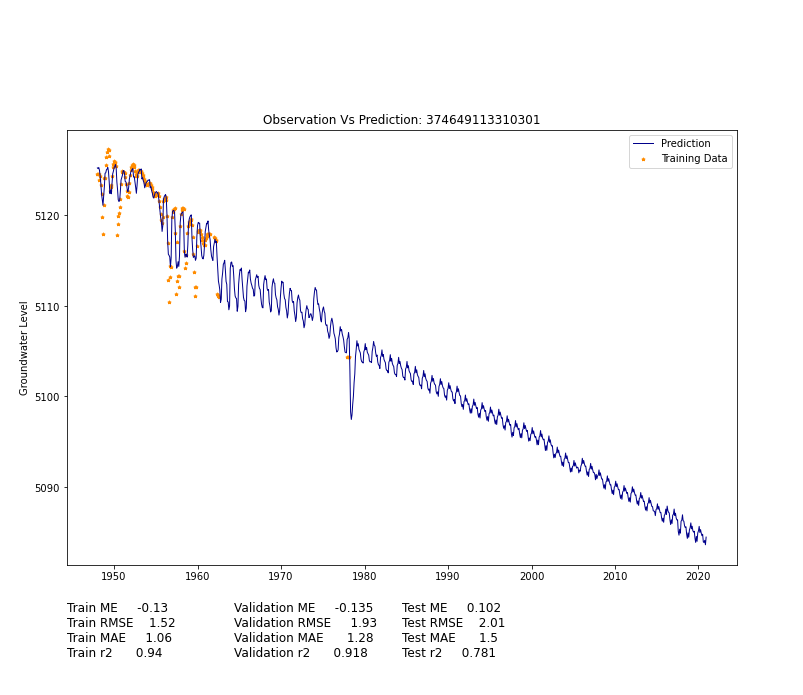 Observation Vs Prediction: 374649113310301
Prediction
Training Data
Groundwater Level
5120
5110
5100
5090
1950 1960 1970 1980 1990 2000 2010 2020
Train ME -0.13 Validation ME -0.135 Test ME 0.102
Train RMSE 1.52 Validation RMSE 1.93 Test RMSE 2.01
Train MAE 1.06 Validation MAE 1.28 Test MAE 1.5
Train r2 0.94 Validation r2 0.918 Test r2 0.781